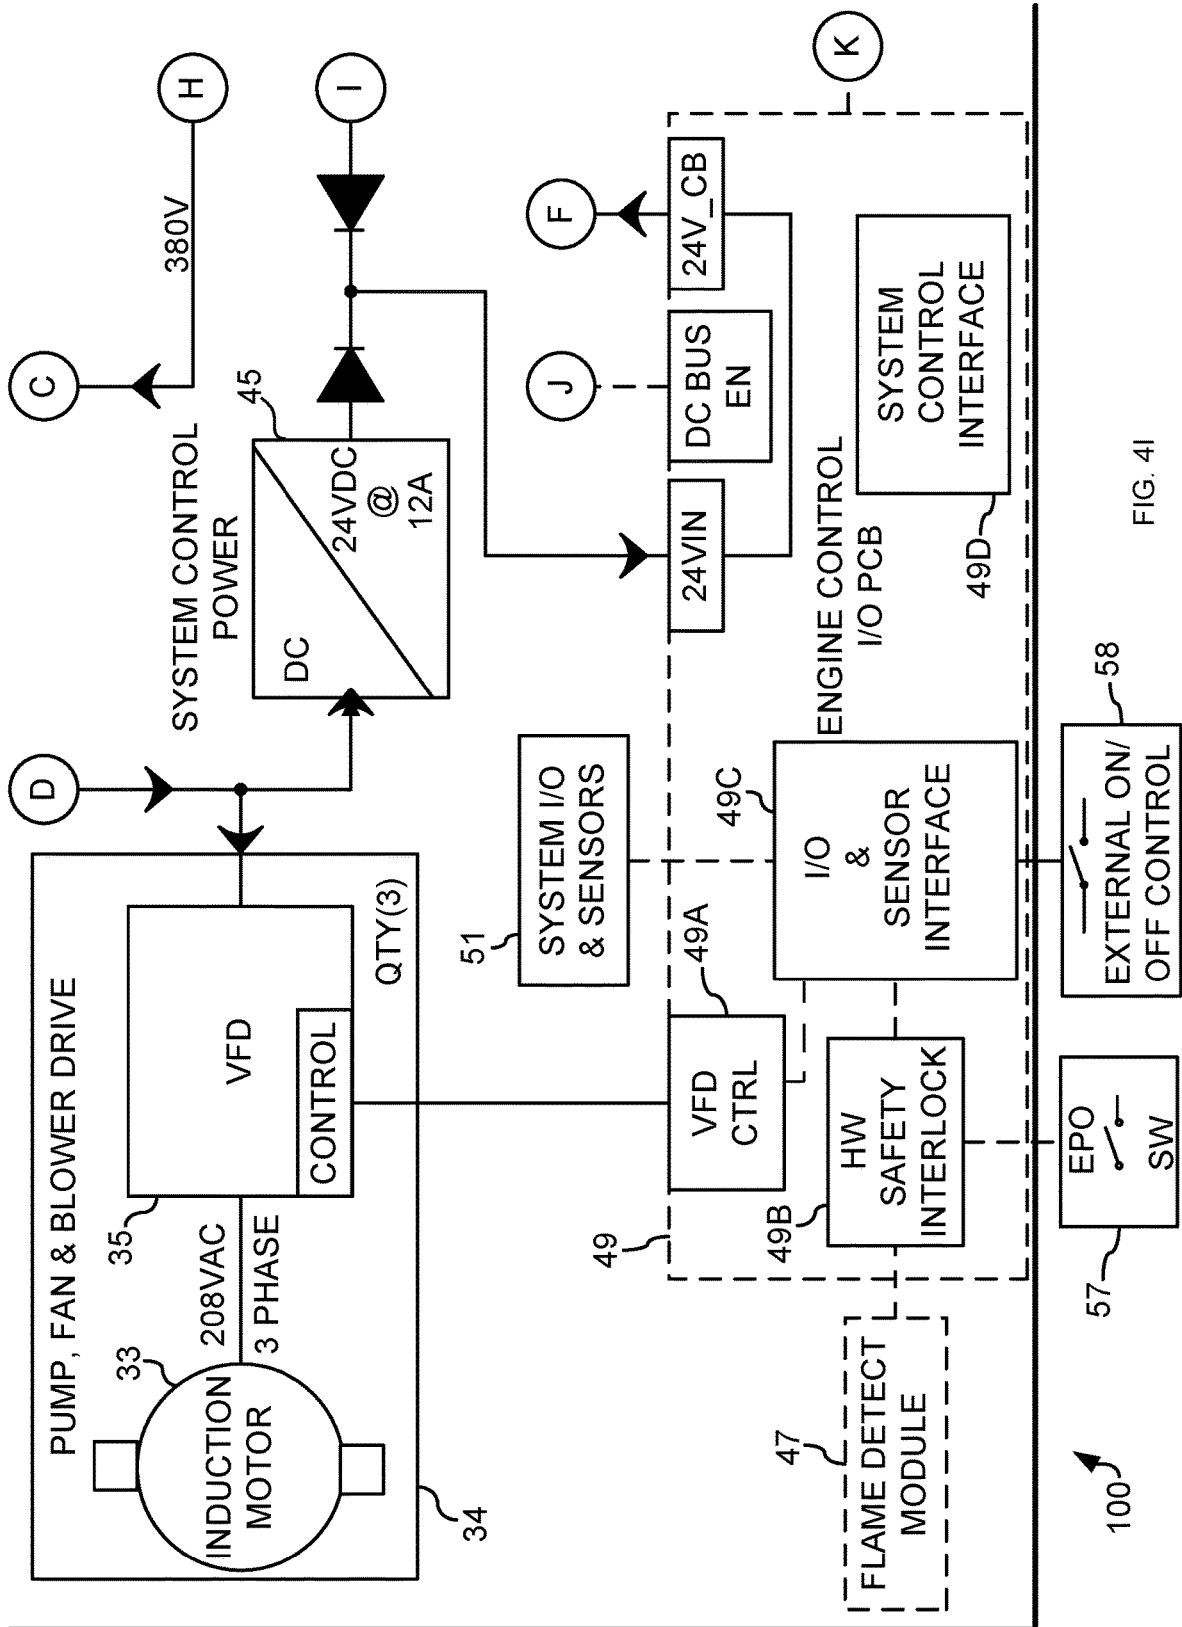 PUMP, FAN & BLOWER DRIVE
33
INDUCTION
MOTOR
208VAC
3 PHASE
35
VFD
CONTROL
QTY(3)
34
D
C
H
380V
SYSTEM CONTROL
POWER
DC
24VDC
@
12A
45
I
51
SYSTEM I/O
& SENSORS
J
F
K
49
VFD
CTRL
49A
24VIN
DC BUS
EN
24V_CB
49B
HW
SAFETY
INTERLOCK
49C
I/O
&
SENSOR
INTERFACE
ENGINE CONTROL
I/O PCB
49D
SYSTEM
CONTROL
INTERFACE
47
FLAME DETECT
MODULE
57
EPO
SW
58
EXTERNAL ON/
OFF CONTROL
100
FIG. 4I